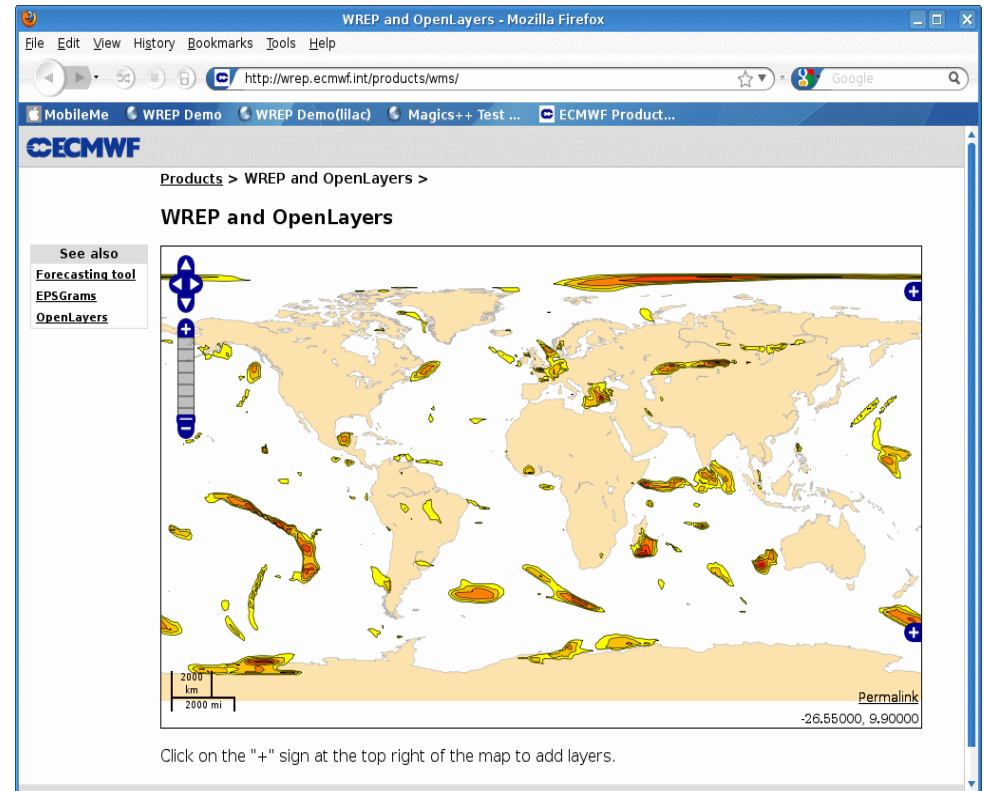 WREP and OpenLayers - Mozilla Firefox
File Edit View History Bookmarks Tools Help
http://wrep.ecmwf.int/products/wms/ Google
MobileMe WREP Demo WREP Demo(lilac) Magics++ Test ... ECMWF Product...
ECMWF
Products > WREP and OpenLayers >
WREP and OpenLayers
See also
Forecasting tool
EPSGrams
OpenLayers
2000
km
2000 mi
Permalink
-26.55000, 9.90000
Click on the "+" sign at the top right of the map to add layers.